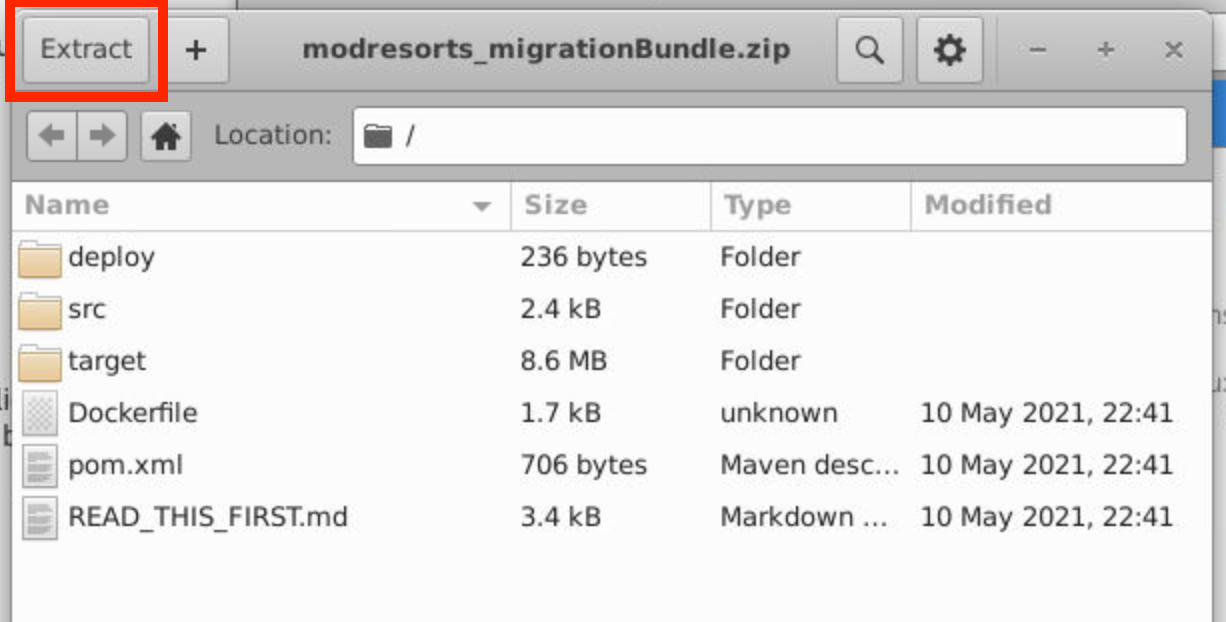 Extract + modresorts_migrationBundle.zip
Location: /
Name Size Type Modified
deploy 236 bytes Folder
src 2.4 kB Folder
target 8.6 MB Folder
Dockerfile 1.7 kB unknown 10 May 2021, 22:41
pom.xml 706 bytes Maven desc... 10 May 2021, 22:41
READ_THIS_FIRST.md 3.4 kB Markdown ... 10 May 2021, 22:41